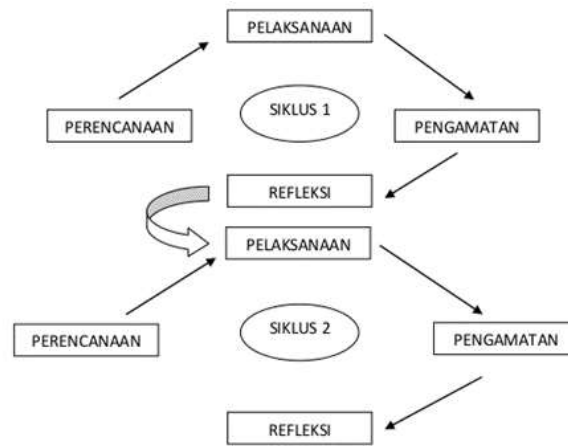 PELAKSANAAN
SIKLUS 1
PERENCANAAN
PENGAMATAN
REFLEKSI
PELAKSANAAN
SIKLUS 2
PERENCANAAN
PENGAMATAN
REFLEKSI